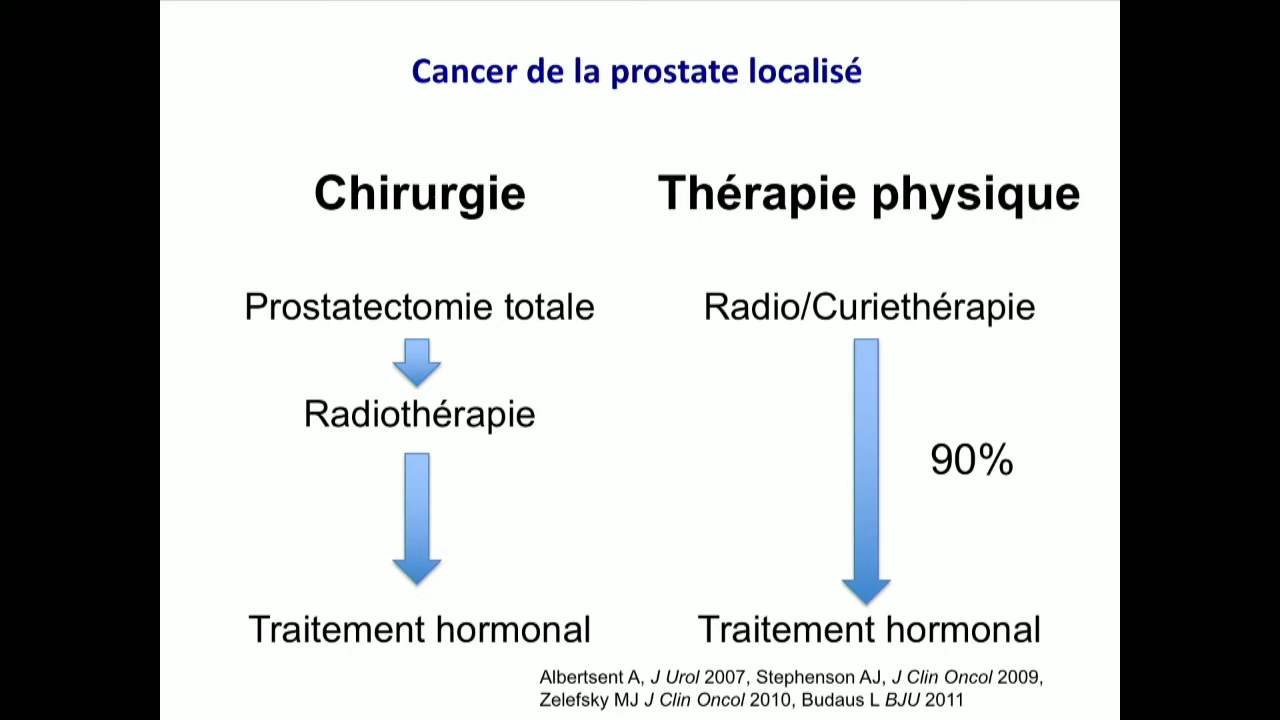 Cancer de la prostate localisé
Chirurgie
Thérapie physique
Prostatectomie totale
Radio/Curiethérapie
Radiothérapie
90%
Traitement hormonal
Traitement hormonal
Albertsent A, J Urol 2007, Stephenson AJ, J Clin Oncol 2009,
Zelefsky MJ J Clin Oncol 2010, Budaus L BJU 2011